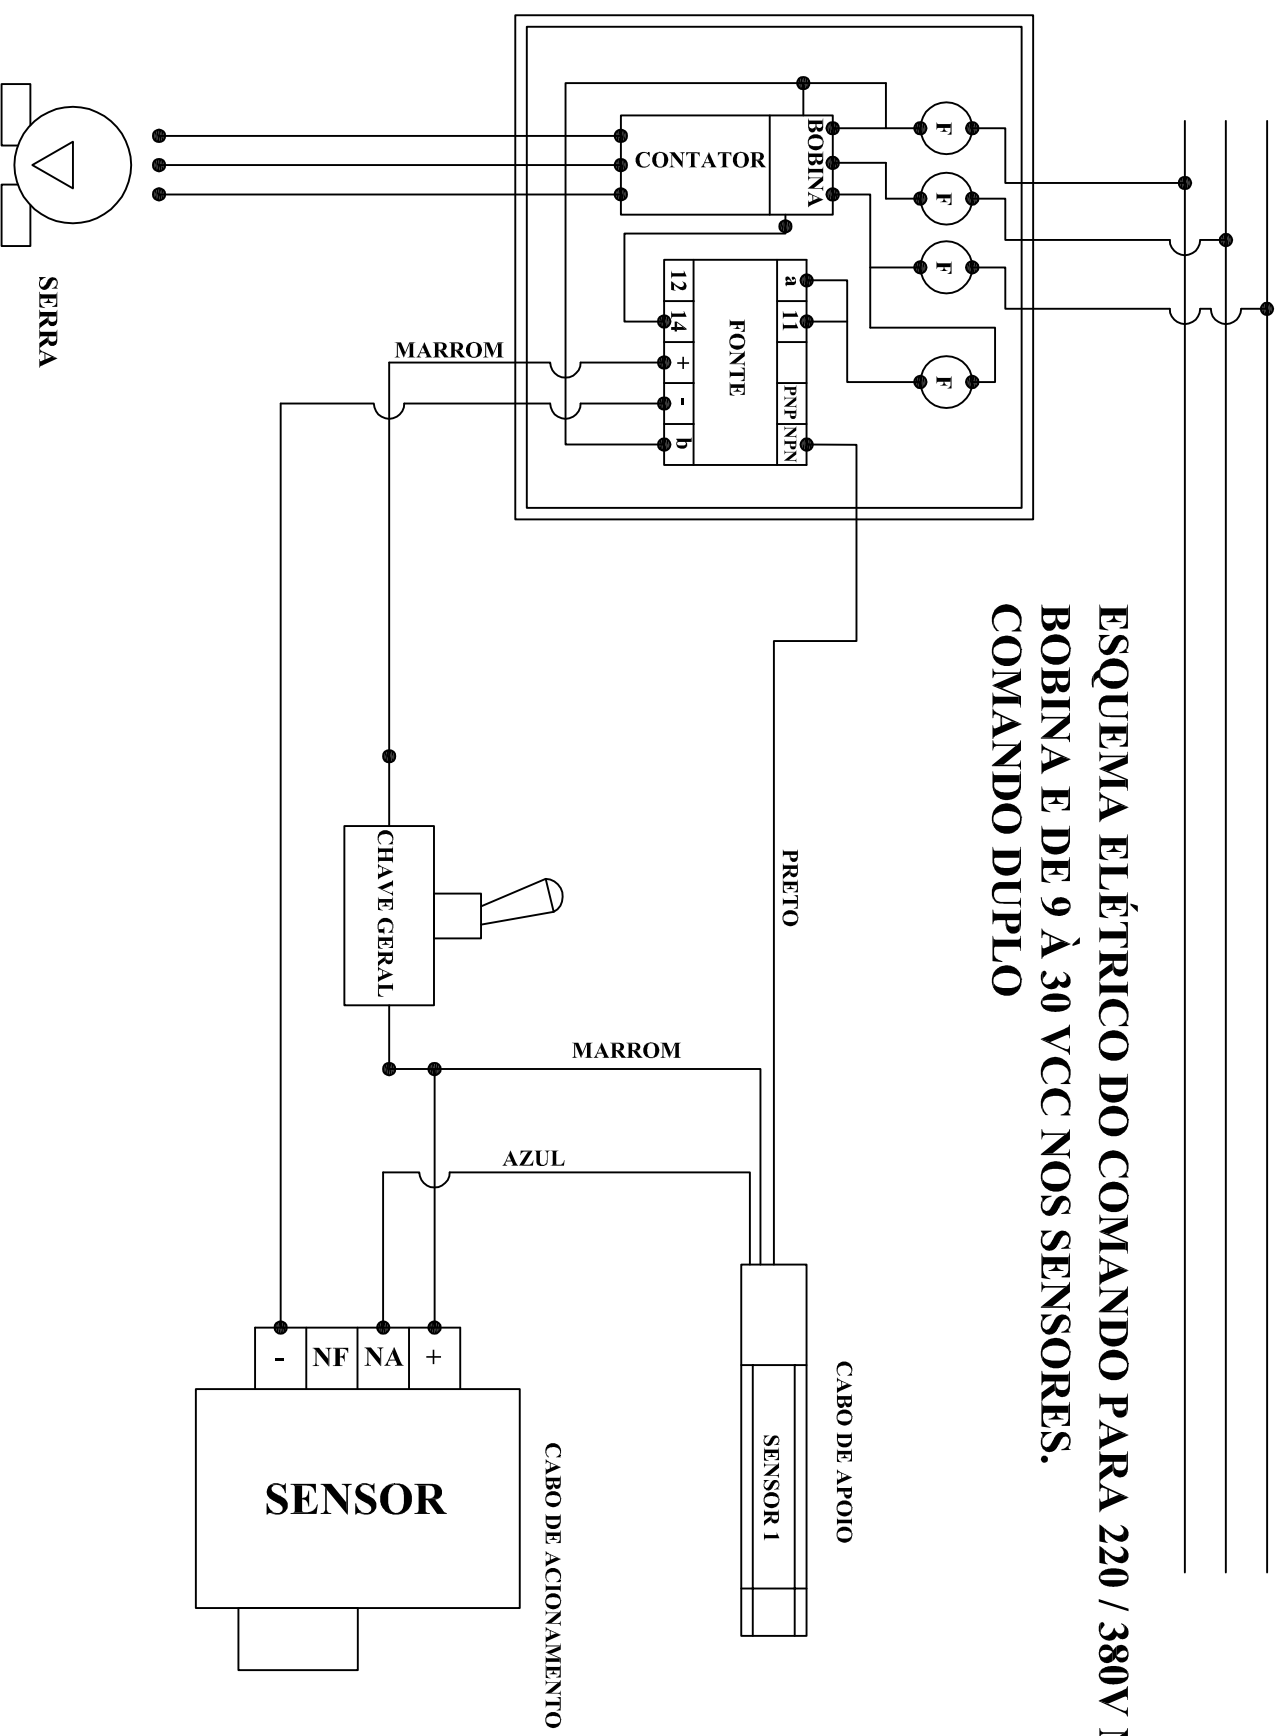 ESQUEMA ELÉTRICO DO COMANDO PARA 220 / 380V
BOBINA E DE 9 À 30 VCC NOS SENSORES.
COMANDO DUPLO
F
F
F
F
BOBINA
CONTATOR
a
11
PNP
NPN
FONTE
12
14
+
-
b
MARROM
SERRA
CHAVE GERAL
PRETO
MARROM
AZUL
CABO DE APOIO
SENSOR 1
-
NF
NA
+
SENSOR
CABO DE ACIONAMENTO